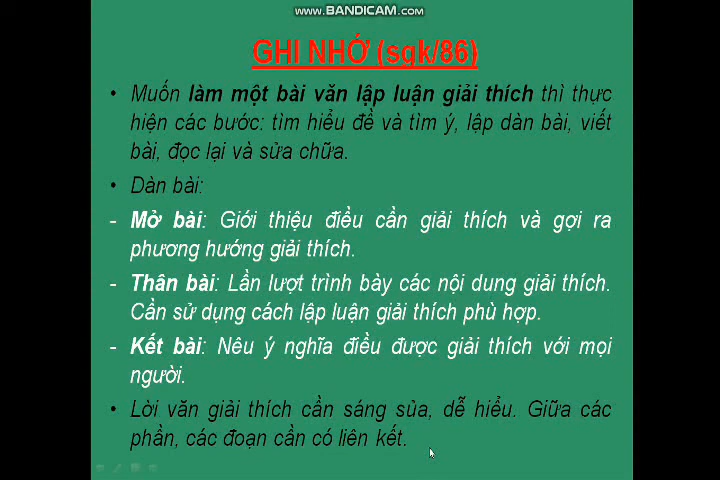 WWW.BANDICAM.COM
GHI NHỚ (sgk/86)
• Muốn làm một bài văn lập luận giải thích thì thực
hiện các bước: tìm hiểu đề và tìm ý, lập dàn bài, viết
bài, đọc lại và sửa chữa.
• Dàn bài:
- Mở bài: Giới thiệu điều cần giải thích và gợi ra
phương hướng giải thích.
- Thân bài: Lần lượt trình bày các nội dung giải thích.
Cần sử dụng cách lập luận giải thích phù hợp.
- Kết bài: Nêu ý nghĩa điều được giải thích với mọi
người.
• Lời văn giải thích cần sáng sủa, dễ hiểu. Giữa các
phần, các đoạn cần có liên kết.